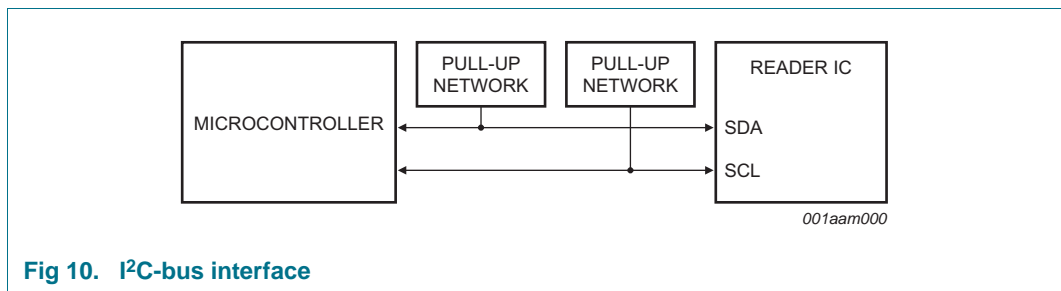 PULL-UP
NETWORK
PULL-UP
NETWORK
READER IC
MICROCONTROLLER
SDA
SCL
001aam000
Fig 10. I²C-bus interface